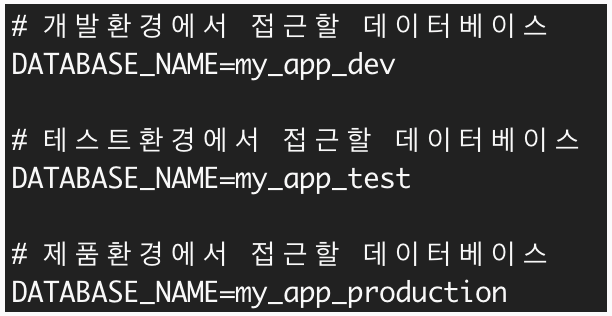 # 개발환경에서 접근할 데이터베이스
DATABASE_NAME=my_app_dev
# 테스트환경에서 접근할 데이터베이스
DATABASE_NAME=my_app_test
# 제품환경에서 접근할 데이터베이스
DATABASE_NAME=my_app_production